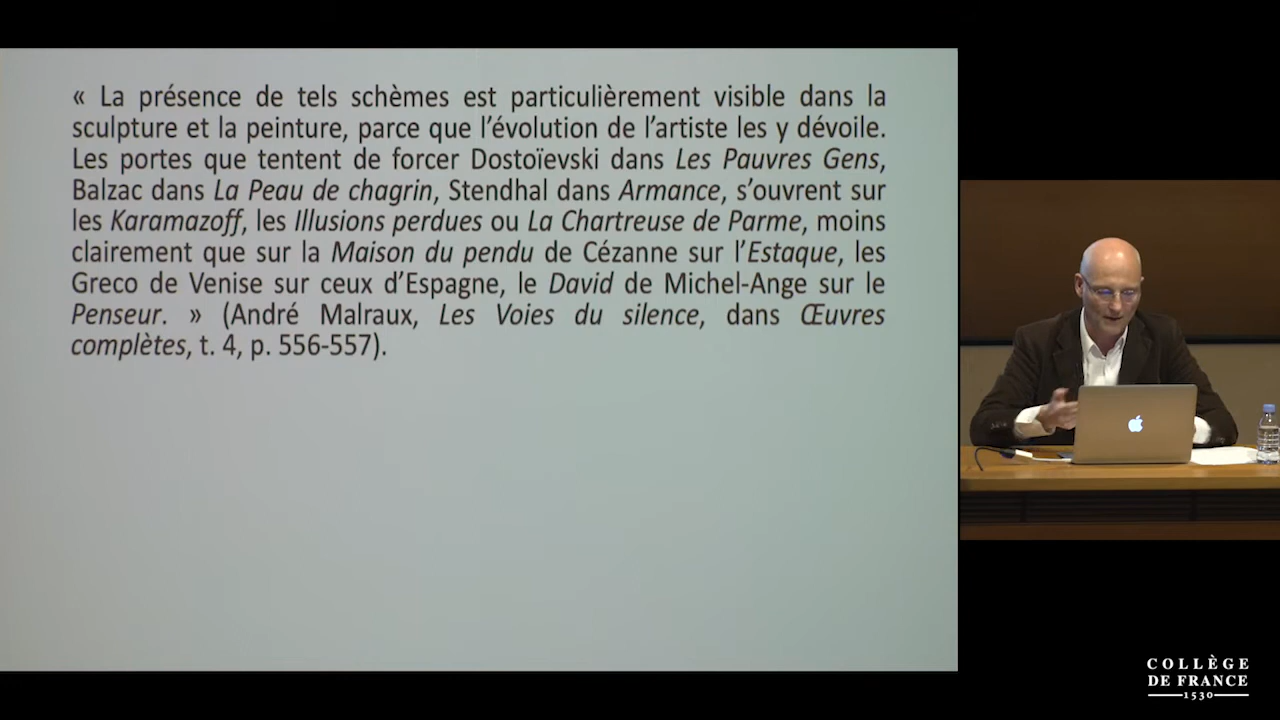 « La présence de tels schèmes est particulièrement visible dans la
sculpture et la peinture, parce que l’évolution de l’artiste les y dévoile.
Les portes que tentent de forcer Dostoïevski dans Les Pauvres Gens,
Balzac dans La Peau de chagrin, Stendhal dans Armance, s’ouvrent sur
les Karamazoff, les Illusions perdues ou La Chartreuse de Parme, moins
clairement que sur la Maison du pendu de Cézanne sur l’Estaque, les
Greco de Venise sur ceux d’Espagne, le David de Michel-Ange sur le
Penseur. » (André Malraux, Les Voies du silence, dans Œuvres
complètes, t. 4, p. 556-557).
COLLÈGE
DE FRANCE
1530